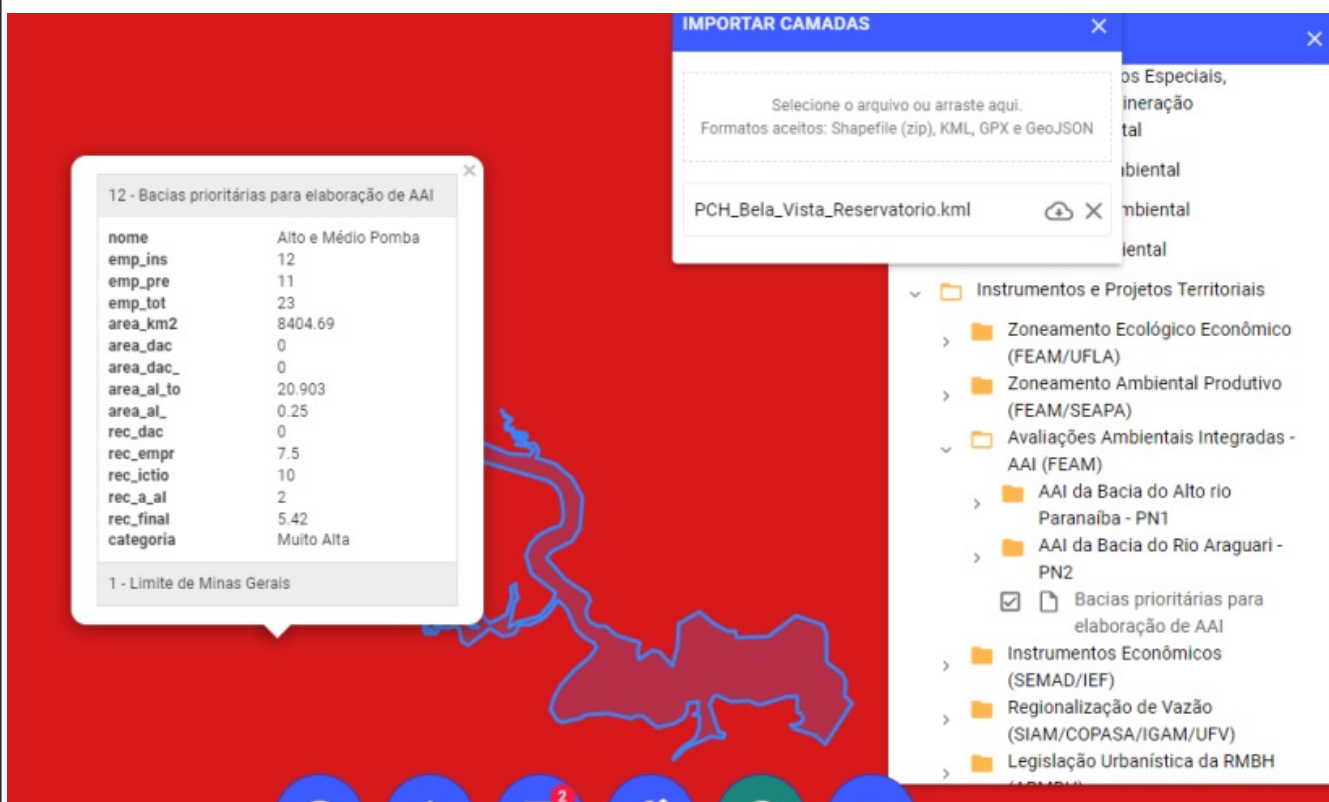 IMPORTAR CAMADAS
Selecione o arquivo ou arraste aqui.
Formatos aceitos: Shapefile (zip), KML, GPX e GeoJSON
PCH_Bela_Vista_Reservatorio.kml
12 - Bacias prioritárias para elaboração de AAI
nome Alto e Médio Pomba
emp_ins 12
emp_pre 11
emp_tot 23
area_km2 8404.69
area_dac 0
area_dac_ 0
area_al_to 20.903
area_al_ 0.25
rec_dac 0
rec_empr 7.5
rec_ictio 10
rec_a_al 2
rec_final 5.42
categoria Muito Alta
1 - Limite de Minas Gerais
os Especiais,
ineração
tal
biental
mbiental
iental
Instrumentos e Projetos Territoriais
Zoneamento Ecológico Econômico
(FEAM/UFLA)
Zoneamento Ambiental Produtivo
(FEAM/SEAPA)
Avaliações Ambientais Integradas -
AAI (FEAM)
AAI da Bacia do Alto rio
Paranaíba - PN1
AAI da Bacia do Rio Araguari -
PN2
Bacias prioritárias para
elaboração de AAI
Instrumentos Econômicos
(SEMAD/IEF)
Regionalização de Vazão
(SIAM/COPASA/IGAM/UFV)
Legislação Urbanística da RMBH
2